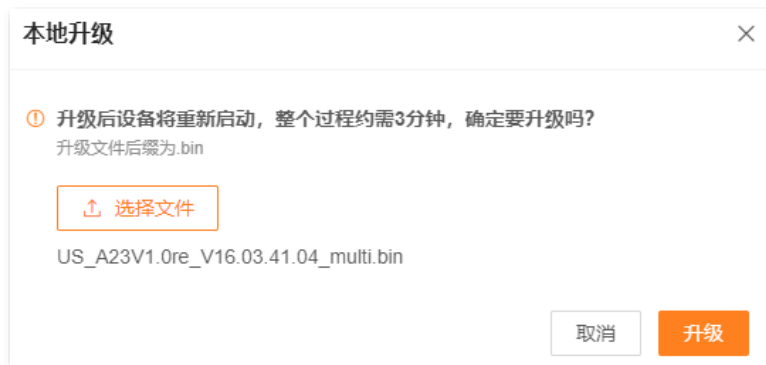 本地升级
升级后设备将重新启动，整个过程约需3分钟，确定要升级吗？
升级文件后缀为.bin
选择文件
US_A23V1.0re_V16.03.41.04_multi.bin
取消 升级